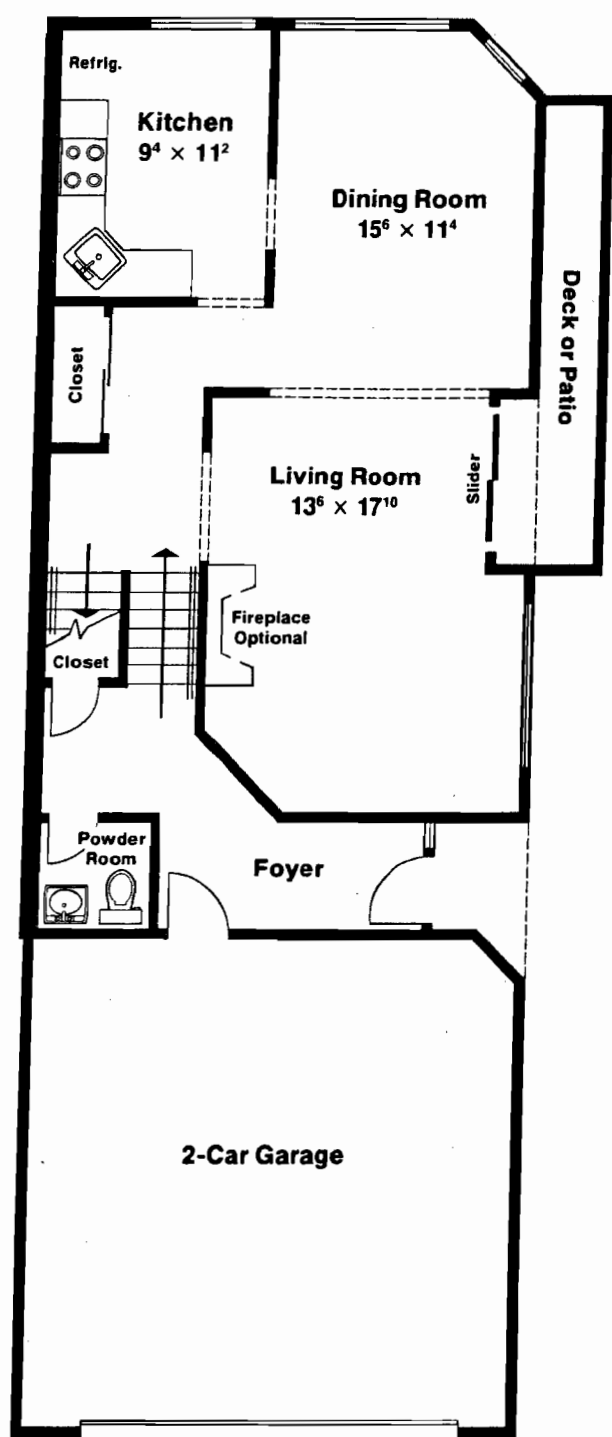 Refrig.
Kitchen
9⁴ × 11²
Dining Room
15⁶ × 11⁴
Deck or Patio
Closet
Living Room
13⁶ × 17¹⁰
Slider
Fireplace
Optional
Closet
Powder
Room
Foyer
2-Car Garage